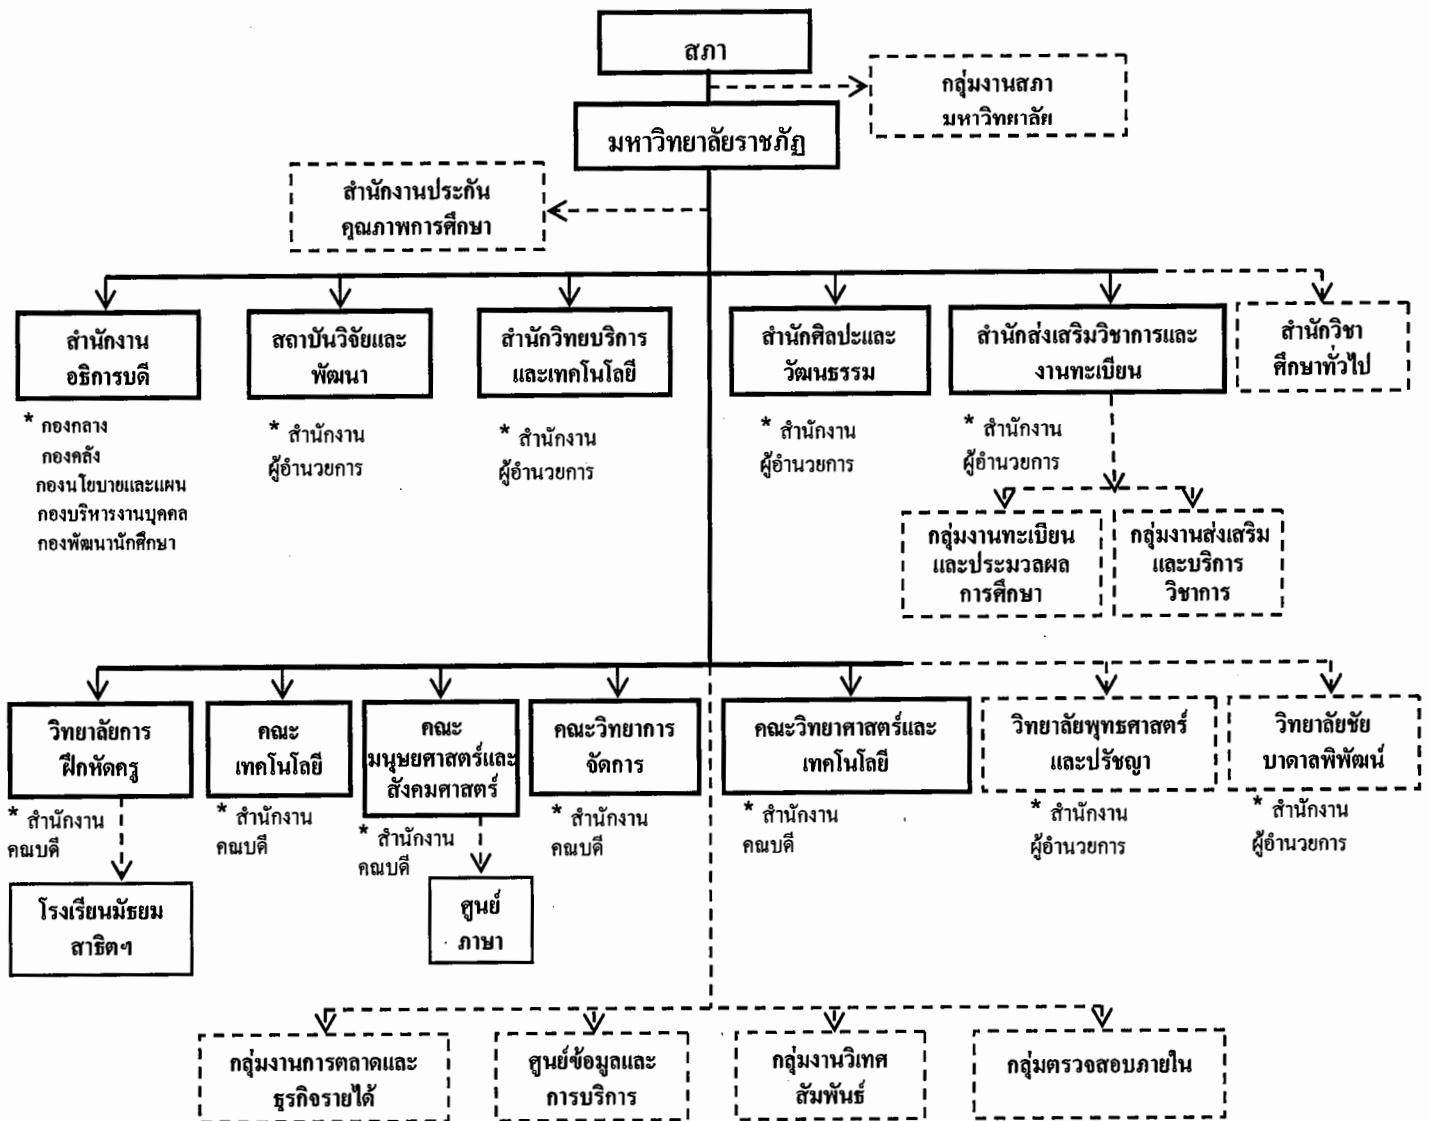 สภา
กลุ่มงานสภา
มหาวิทยาลัย
มหาวิทยาลัยราชภัฏ
สำนักงานประกัน
คุณภาพการศึกษา
สำนักงาน
อธิการบดี
* กองกลาง
กองคลัง
กองนโยบายและแผน
กองบริหารงานบุคคล
กองพัฒนานักศึกษา
สถาบันวิจัยและ
พัฒนา
* สำนักงาน
ผู้อำนวยการ
สำนักวิทยบริการ
และเทคโนโลยี
* สำนักงาน
ผู้อำนวยการ
สำนักศิลปะและ
วัฒนธรรม
* สำนักงาน
ผู้อำนวยการ
สำนักส่งเสริมวิชาการและ
งานทะเบียน
* สำนักงาน
ผู้อำนวยการ
สำนักวิชา
ศึกษาทั่วไป
กลุ่มงานทะเบียน
และประมวลผล
การศึกษา
กลุ่มงานส่งเสริม
และบริการ
วิชาการ
วิทยาลัยการ
ฝึกหัดครู
* สำนักงาน
คณบดี
โรงเรียนมัธยม
สาธิตฯ
คณะ
เทคโนโลยี
* สำนักงาน
คณบดี
คณะ
มนุษยศาสตร์และ
สังคมศาสตร์
* สำนักงาน
คณบดี
ศูนย์
ภาษา
คณะวิทยาการ
จัดการ
* สำนักงาน
คณบดี
คณะวิทยาศาสตร์และ
เทคโนโลยี
* สำนักงาน
คณบดี
วิทยาลัยพุทธศาสตร์
และปรัชญา
* สำนักงาน
ผู้อำนวยการ
วิทยาลัยชัย
บาดาลพิพัฒน์
* สำนักงาน
ผู้อำนวยการ
กลุ่มงานการตลาดและ
ธุรกิจรายได้
ศูนย์ข้อมูลและ
การบริการ
กลุ่มงานวิเทศ
สัมพันธ์
กลุ่มตรวจสอบภายใน